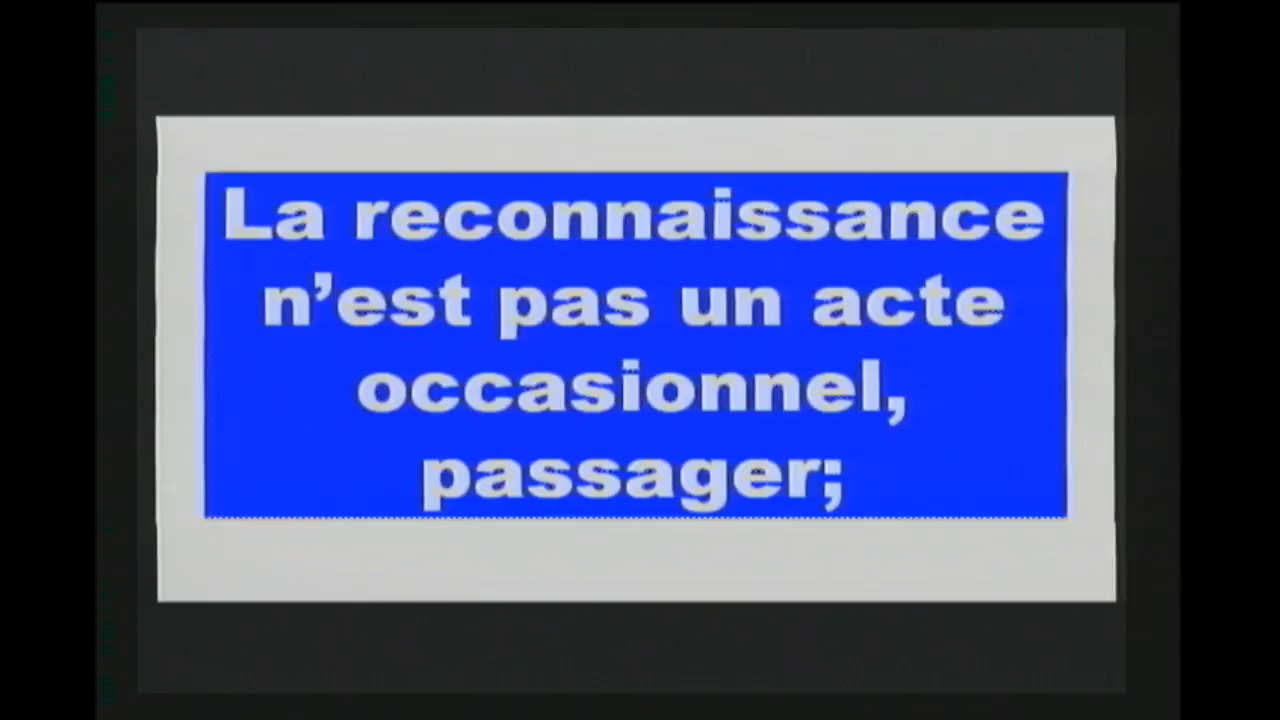 La reconnaissance
n’est pas un acte
occasionnel,
passager;